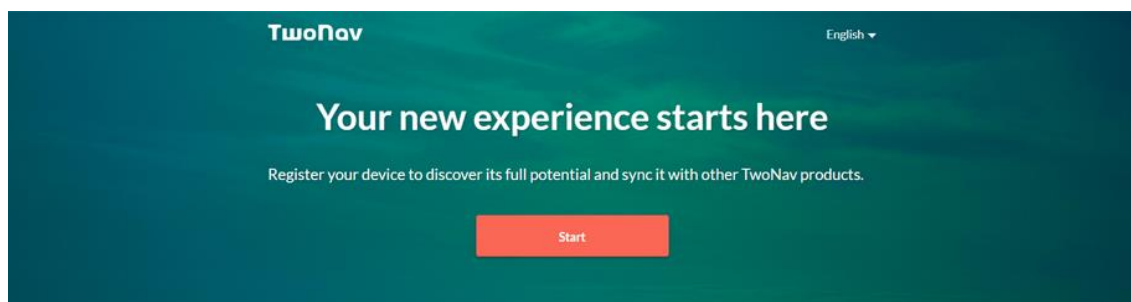 TwoNav
English
Your new experience starts here
Register your device to discover its full potential and sync it with other TwoNav products.
Start